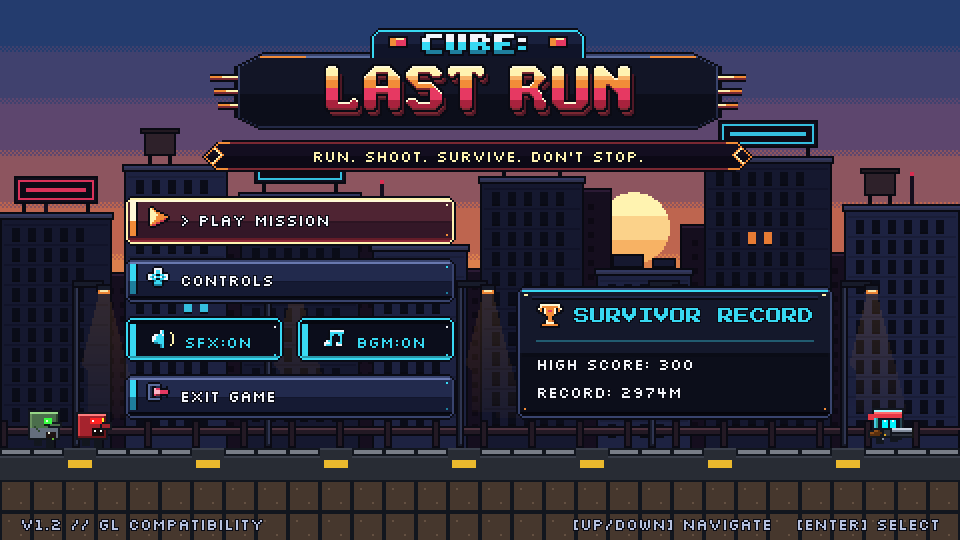 CUBE:
LAST RUN
RUN. SHOOT. SURVIVE. DON'T STOP.
> PLAY MISSION
CONTROLS
SFX:ON
BGM:ON
EXIT GAME
SURVIVOR RECORD
HIGH SCORE: 300
RECORD: 2974M
V1.2 // GL COMPATIBILITY
[UP/DOWN] NAVIGATE [ENTER] SELECT